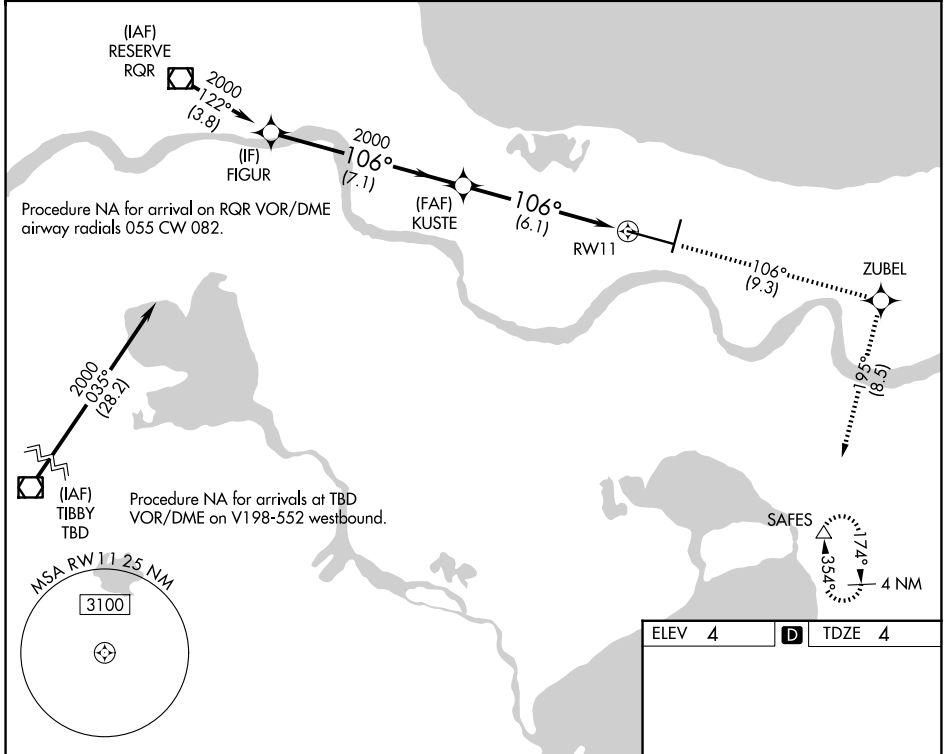 (IAF)
RESERVE
RQR
2000
122°
(3.8)
(IF)
FIGUR
2000
106°
(7.1)
(FAF)
KUSTE
106°
(6.1)
RW11
106°
(9.3)
ZUBEL
195°
(8.5)
Procedure NA for arrival on RQR VOR/DME
airway radials 055 CW 082.
2000
035°
(28.2)
(IAF)
TIBBY
TBD
Procedure NA for arrivals at TBD
VOR/DME on V198-552 westbound.
SAFES
174°
354°
4 NM
MSA RW11 25 NM
3100
ELEV 4 D TDZE 4